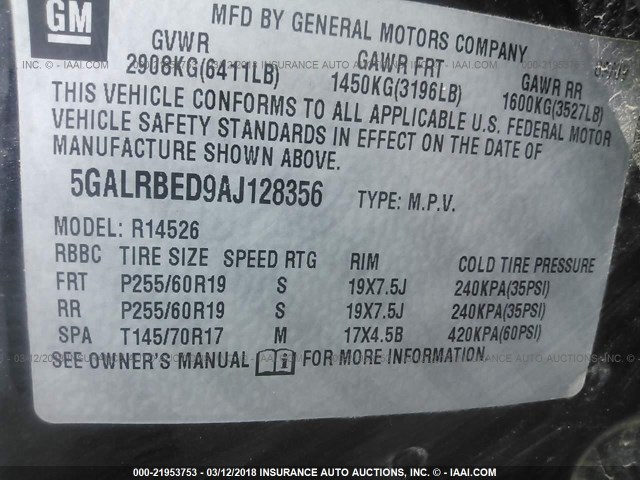 GM
MFD BY GENERAL MOTORS COMPANY
GVWR GAWR FRT GAWR RR
2908KG(6411LB) 1450KG(3196LB) 1600KG(3527LB)
THIS VEHICLE CONFORMS TO ALL APPLICABLE U.S. FEDERAL MOTOR
VEHICLE SAFETY STANDARDS IN EFFECT ON THE DATE OF
MANUFACTURE SHOWN ABOVE.
5GALRBED9AJ128356 TYPE: M.P.V.
MODEL: R14526
RBBC TIRE SIZE SPEED RTG RIM COLD TIRE PRESSURE
FRT P255/60R19 S 19X7.5J 240KPA(35PSI)
RR P255/60R19 S 19X7.5J 240KPA(35PSI)
SPA T145/70R17 M 17X4.5B 420KPA(60PSI)
SEE OWNER'S MANUAL FOR MORE INFORMATION.
000-21953753 - 03/12/2018 INSURANCE AUTO AUCTIONS - IAAI.COM